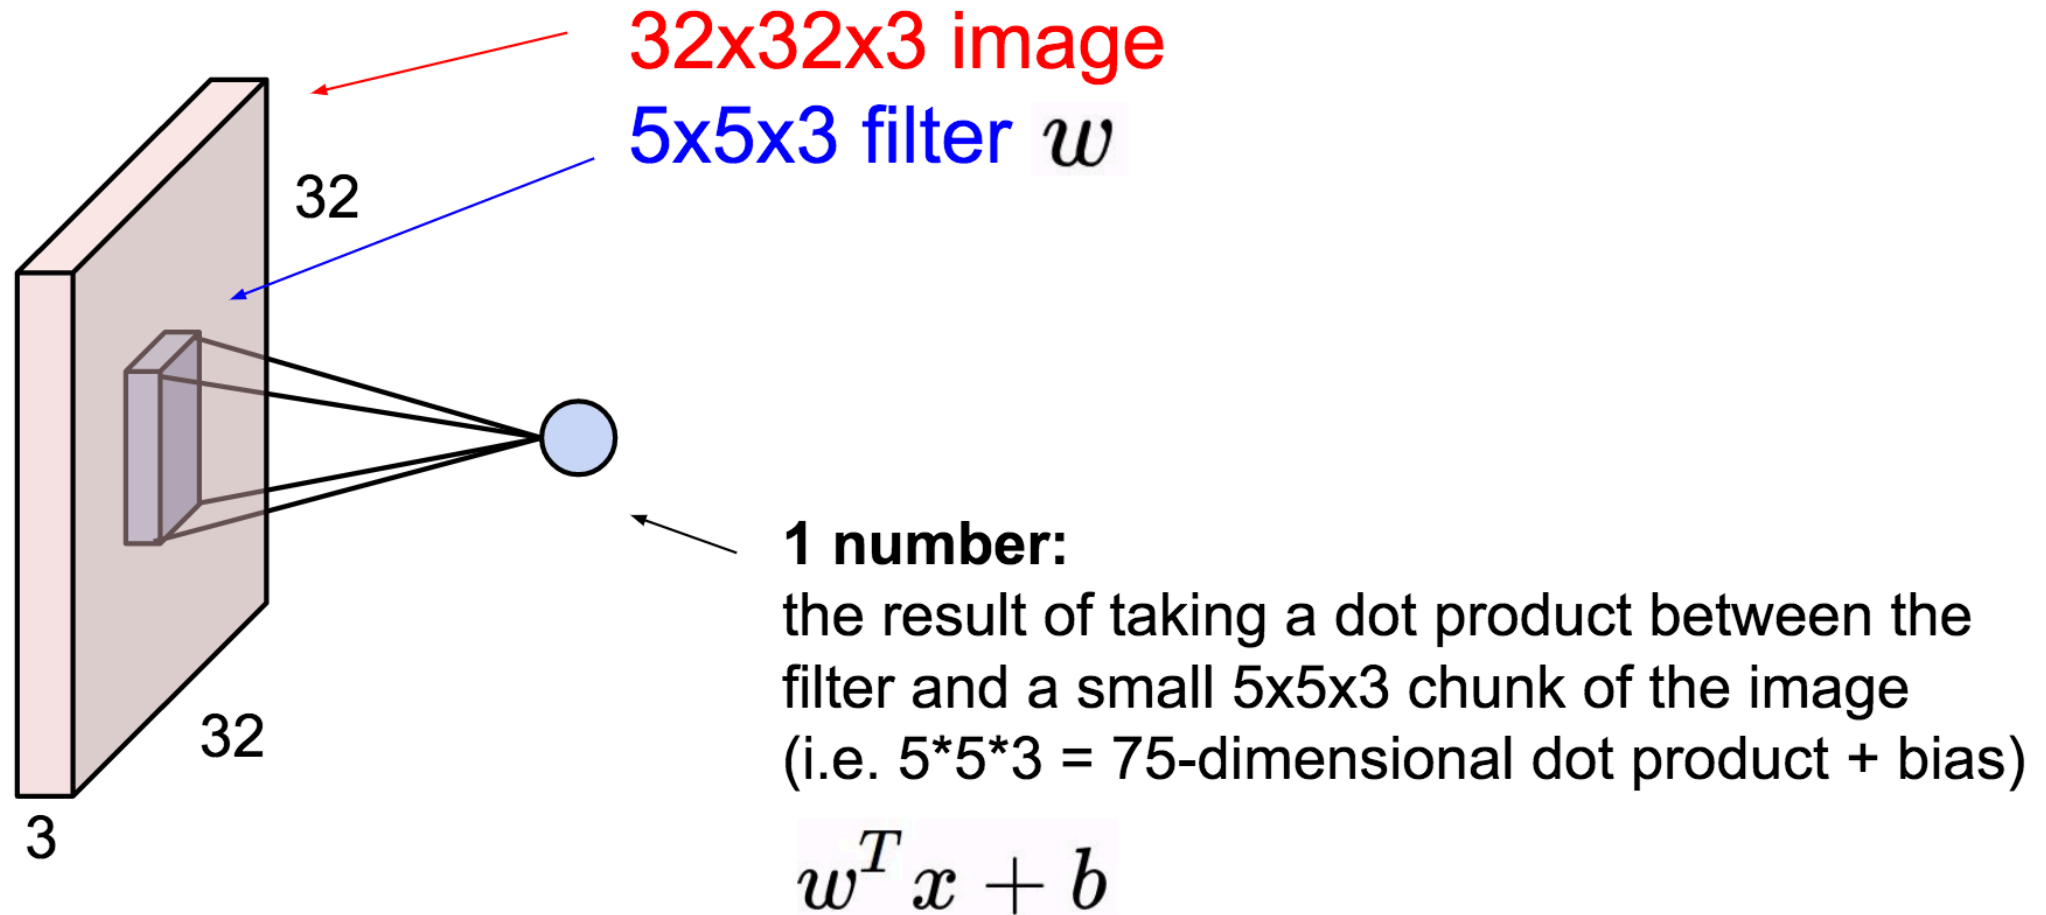 32x32x3 image
5x5x3 filter w
32
32
3
1 number:
the result of taking a dot product between the
filter and a small 5x5x3 chunk of the image
(i.e. 5*5*3 = 75-dimensional dot product + bias)
w^T x + b